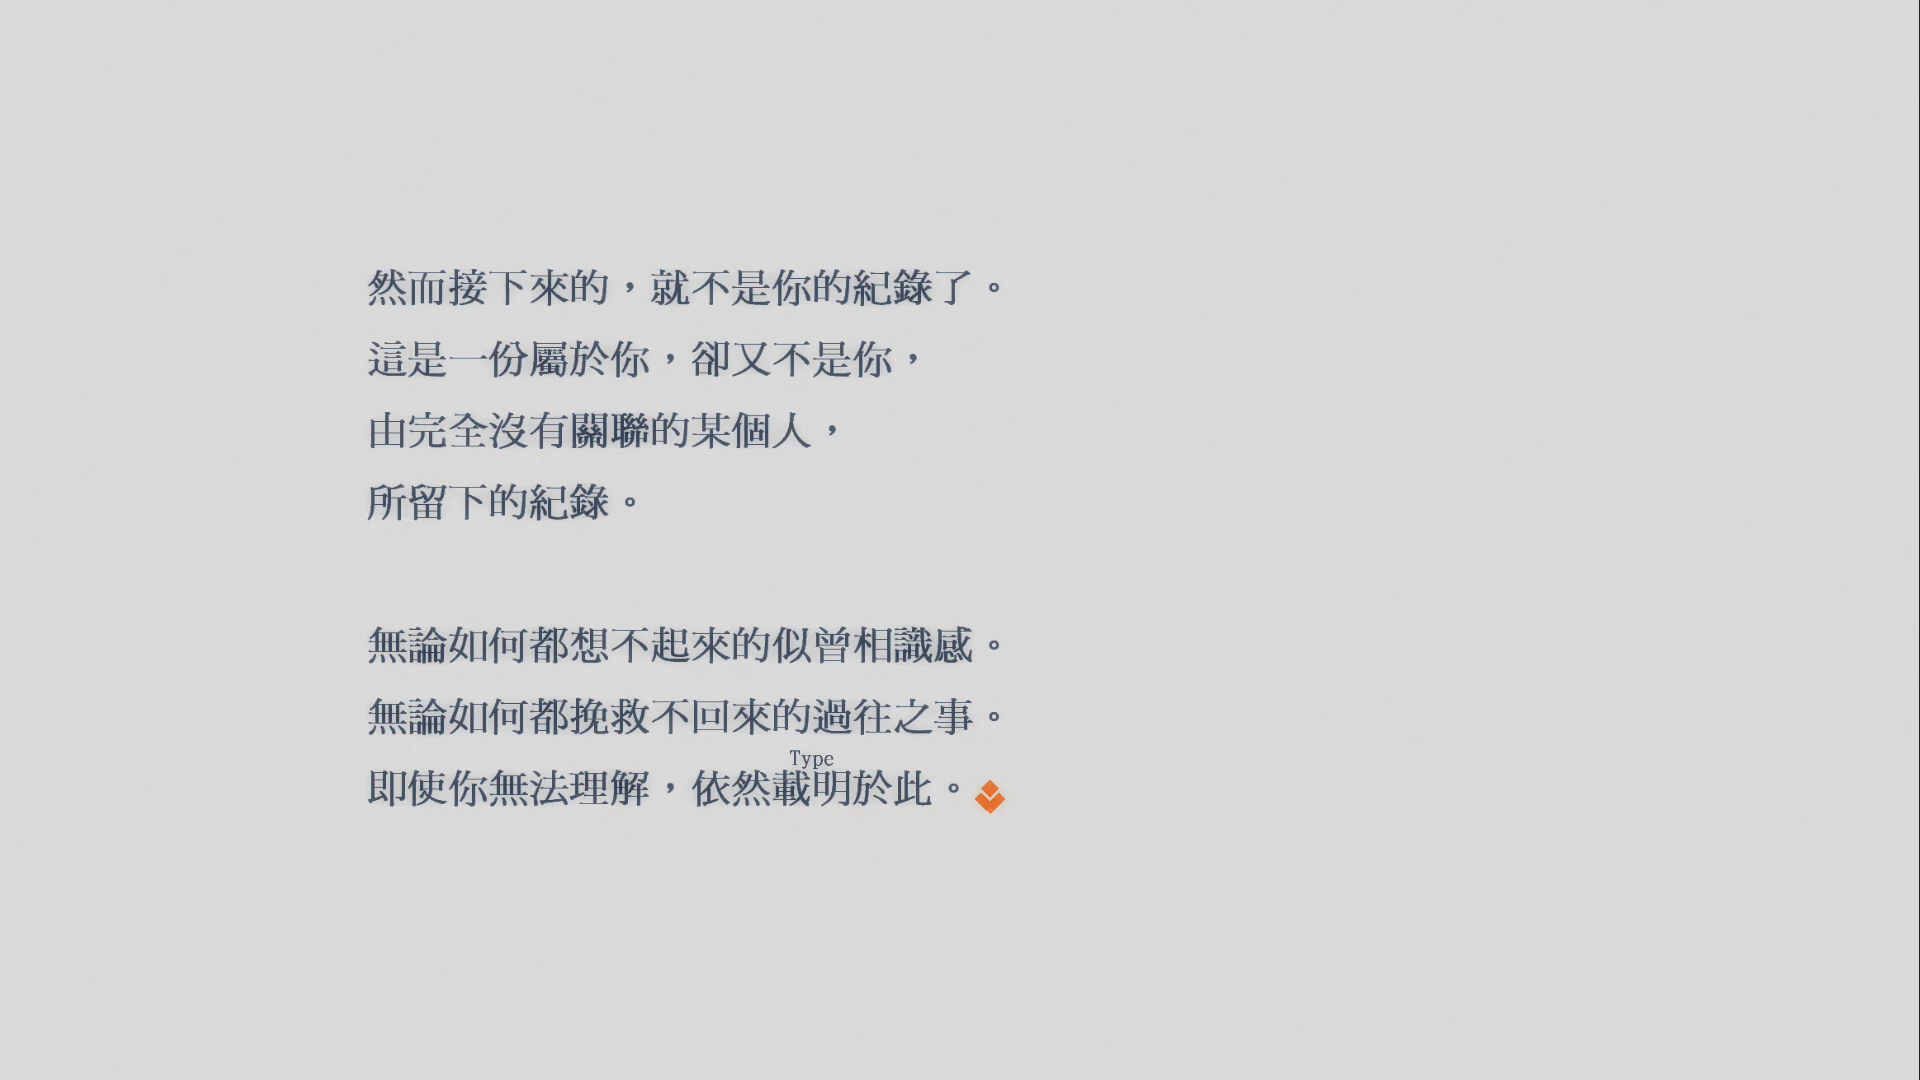 然而接下來的，就不是你的紀錄了。
這是一份屬於你，卻又不是你，
由完全沒有關聯的某個人，
所留下的紀錄。
無論如何都想不起來的似曾相識感。
無論如何都挽救不回來的過往之事。
Type
即使你無法理解，依然載明於此。